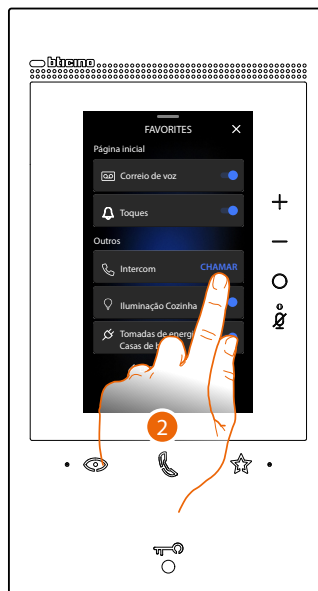 bticino
FAVORITES
Página inicial
Correio de voz
Toques
Outros
Intercom CHAMAR
Iluminação Cozinha
Tomadas de energi
Casas de b
2